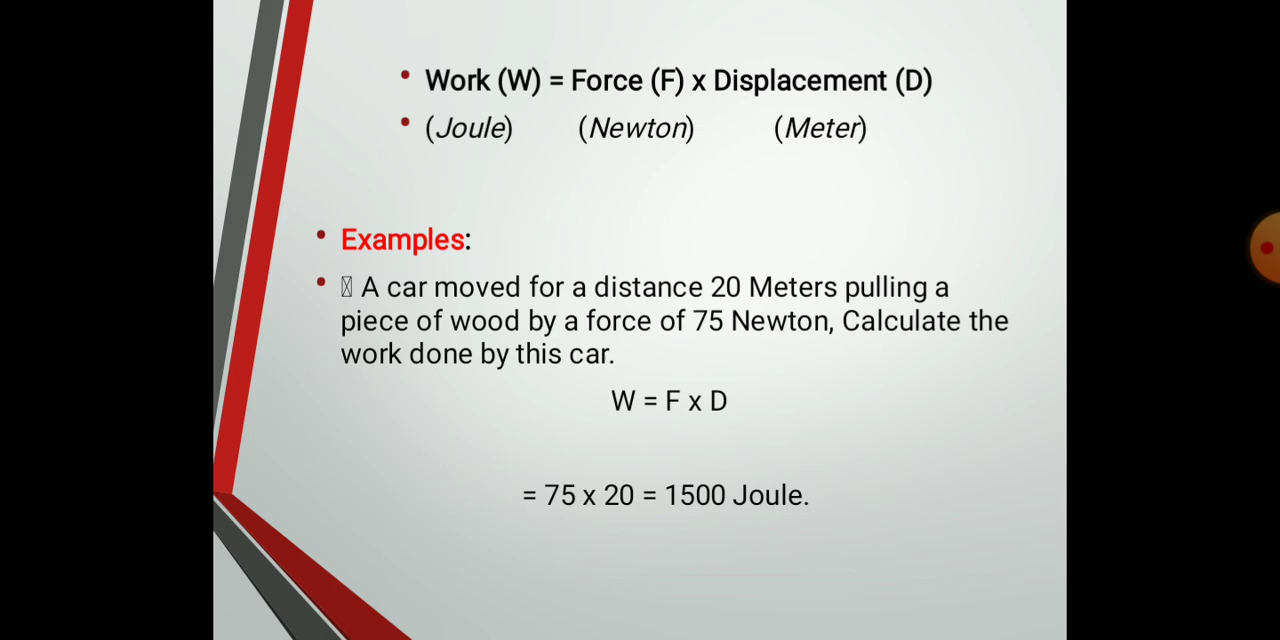 • Work (W) = Force (F) x Displacement (D)
• (Joule) (Newton) (Meter)
• Examples:
• A car moved for a distance 20 Meters pulling a
piece of wood by a force of 75 Newton, Calculate the
work done by this car.
W = F x D
= 75 x 20 = 1500 Joule.